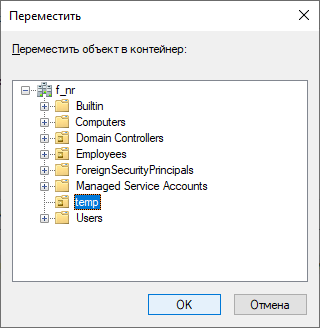 Переместить
Переместить объект в контейнер:
f_nr
Builtin
Computers
Domain Controllers
Employees
ForeignSecurityPrincipals
Managed Service Accounts
temp
Users
OK
Отмена